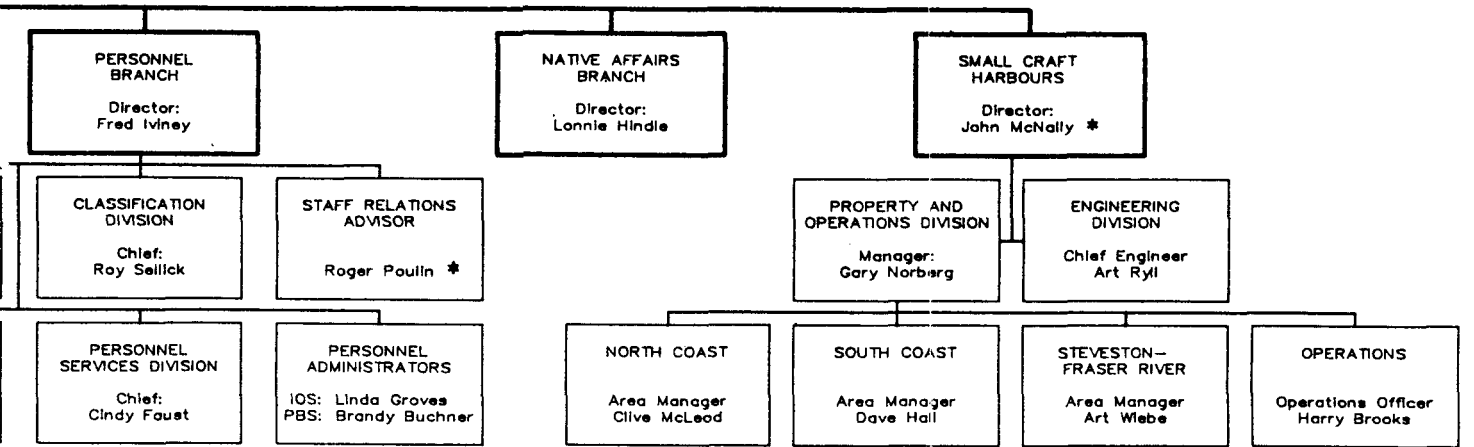 PERSONNEL
BRANCH
Director:
Fred Iviney
NATIVE AFFAIRS
BRANCH
Director:
Lonnie Hindle
SMALL CRAFT
HARBOURS
Director:
John McNally *
CLASSIFICATION
DIVISION
Chief:
Roy Sellick
STAFF RELATIONS
ADVISOR
Roger Poulin *
PROPERTY AND
OPERATIONS DIVISION
Manager:
Gary Norberg
ENGINEERING
DIVISION
Chief Engineer
Art Ryll
PERSONNEL
SERVICES DIVISION
Chief:
Cindy Faust
PERSONNEL
ADMINISTRATORS
IOS: Linda Groves
PBS: Brandy Buchner
NORTH COAST
Area Manager
Clive McLeod
SOUTH COAST
Area Manager
Dave Hall
STEVESTON–
FRASER RIVER
Area Manager
Art Wiebe
OPERATIONS
Operations Officer
Harry Brooks